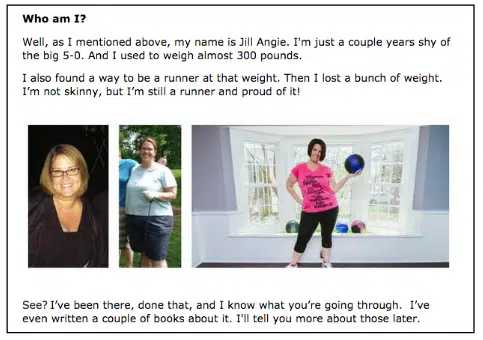 Who am I?
Well, as I mentioned above, my name is Jill Angie. I'm just a couple years shy of
the big 5-0. And I used to weigh almost 300 pounds.
I also found a way to be a runner at that weight. Then I lost a bunch of weight.
I'm not skinny, but I'm still a runner and proud of it!
See? I've been there, done that, and I know what you're going through.  I've
even written a couple of books about it. I'll tell you more about those later.